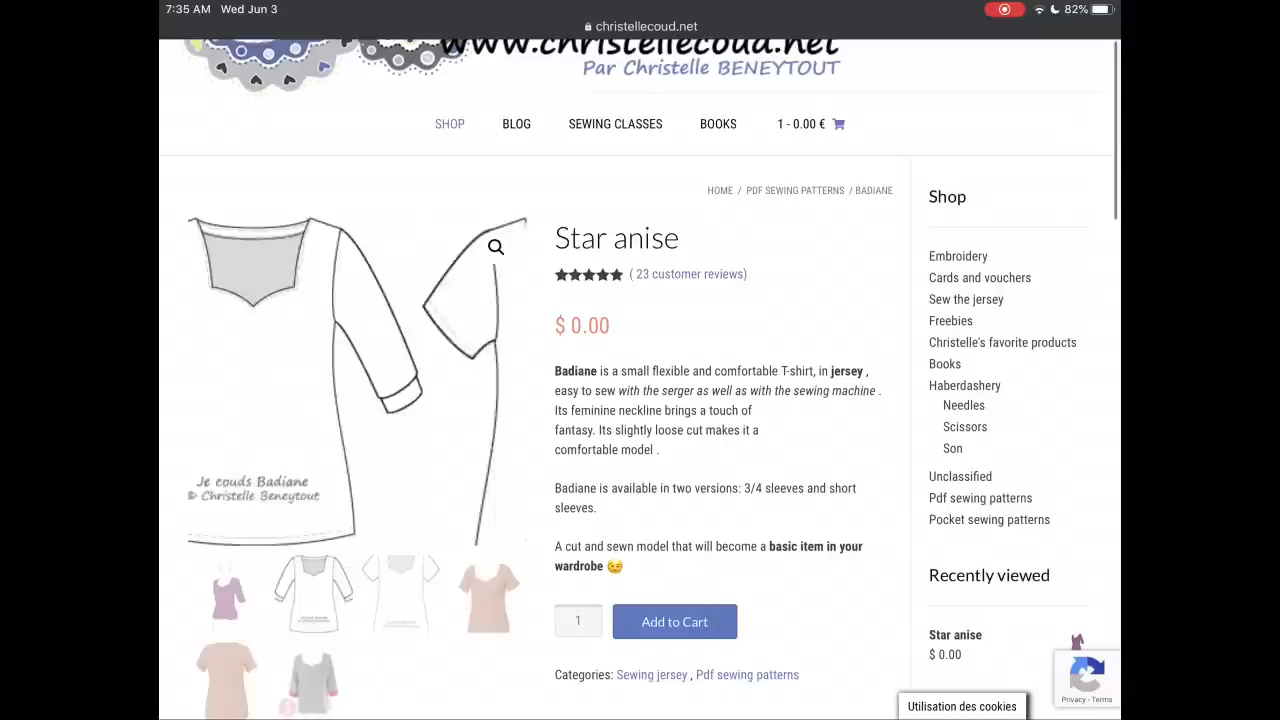 7:35 AM Wed Jun 3
82%
christellecoud.net
www.christellecoud.net
Par Christelle BENEYTOUT
SHOP BLOG SEWING CLASSES BOOKS 1 - 0.00 €
HOME / PDF SEWING PATTERNS / BADIANE
Je couds Badiane
© Christelle Beneytout
Star anise
( 23 customer reviews)
$ 0.00
Badiane is a small flexible and comfortable T-shirt, in jersey ,
easy to sew with the serger as well as with the sewing machine .
Its feminine neckline brings a touch of
fantasy. Its slightly loose cut makes it a
comfortable model .
Badiane is available in two versions: 3/4 sleeves and short
sleeves.
A cut and sewn model that will become a basic item in your
wardrobe 😉
1
Add to Cart
Categories: Sewing jersey , Pdf sewing patterns
Shop
Embroidery
Cards and vouchers
Sew the jersey
Freebies
Christelle's favorite products
Books
Haberdashery
Needles
Scissors
Son
Unclassified
Pdf sewing patterns
Pocket sewing patterns
Recently viewed
Star anise
$ 0.00
Privacy - Terms
Utilisation des cookies